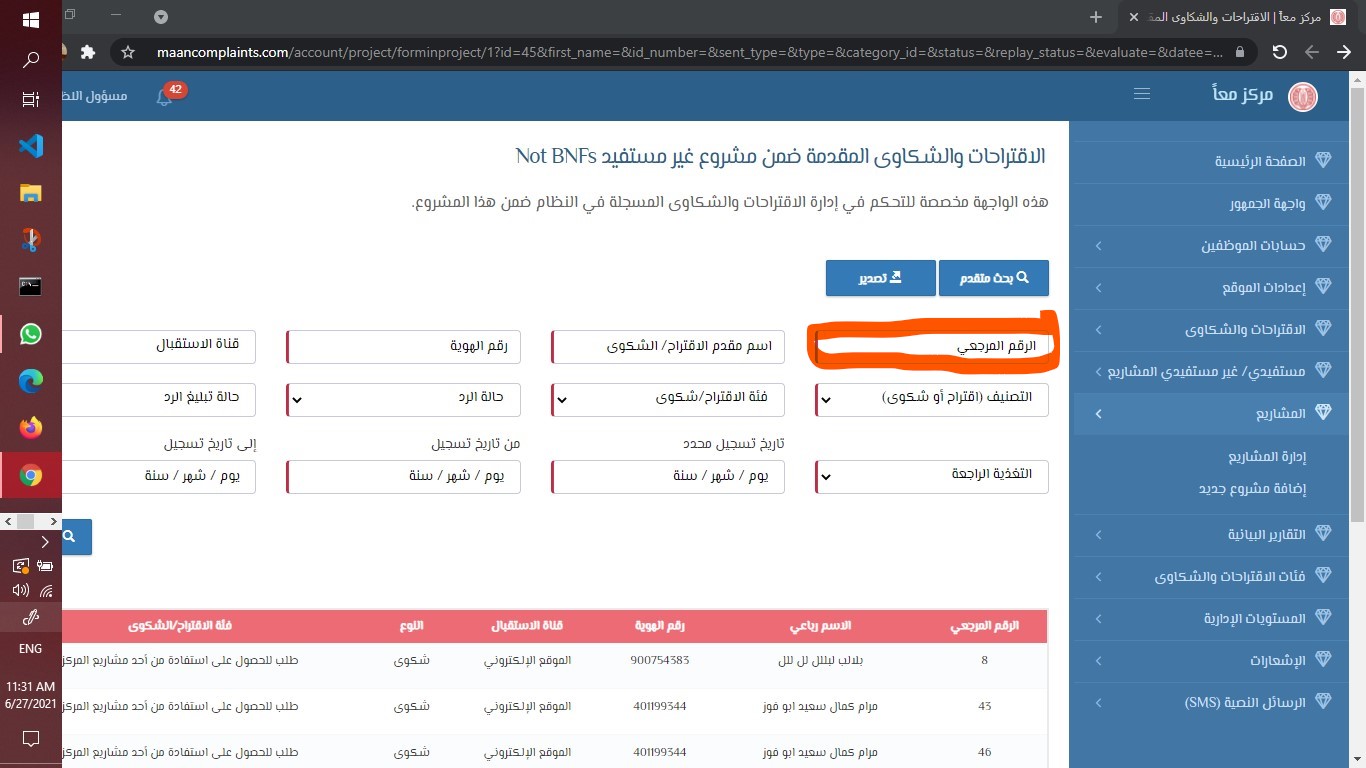 مركز معاً | الاقتراحات والشكاوى المق
maancomplaints.com/account/project/forminproject/1?id=45&first_name=&id_number=&sent_type=&type=&category_id=&status=&replay_status=&evaluate=&datee=...
مركز معاً
42
مسؤول النظ
الصفحة الرئيسية
واجهة الجمهور
حسابات الموظفين
إعدادات الموقع
الاقتراحات والشكاوى
مستفيدي/ غير مستفيدي المشاريع
المشاريع
إدارة المشاريع
إضافة مشروع جديد
التقارير البيانية
فئات الاقتراحات والشكاوى
المستويات الإدارية
الإشعارات
الرسائل النصية (SMS)
الاقتراحات والشكاوى المقدمة ضمن مشروع غير مستفيد Not BNFs
هذه الواجهة مخصصة للتحكم في إدارة الاقتراحات والشكاوى المسجلة في النظام ضمن هذا المشروع.
بحث متقدم تصدير
الرقم المرجعي اسم مقدم الاقتراح/ الشكوى رقم الهوية قناة الاستقبال
التصنيف (اقتراح أو شكوى) فئة الاقتراح/شكوى حالة الرد حالة تبليغ الرد
تاريخ تسجيل محدد من تاريخ تسجيل إلى تاريخ تسجيل
التغذية الراجعة يوم / شهر / سنة يوم / شهر / سنة يوم / شهر / سنة
الرقم المرجعي الاسم رباعي رقم الهوية قناة الاستقبال النوع فئة الاقتراح/الشكوى
8 بلالب لبللل لل للل 900754383 الموقع الإلكتروني شكوى طلب للحصول على استفادة من أحد مشاريع المركز
43 مرام كمال سعيد ابو فوز 401199344 الموقع الإلكتروني شكوى طلب للحصول على استفادة من أحد مشاريع المركز
46 مرام كمال سعيد ابو فوز 401199344 الموقع الإلكتروني شكوى طلب للحصول على استفادة من أحد مشاريع المركز
ENG
11:31 AM
6/27/2021